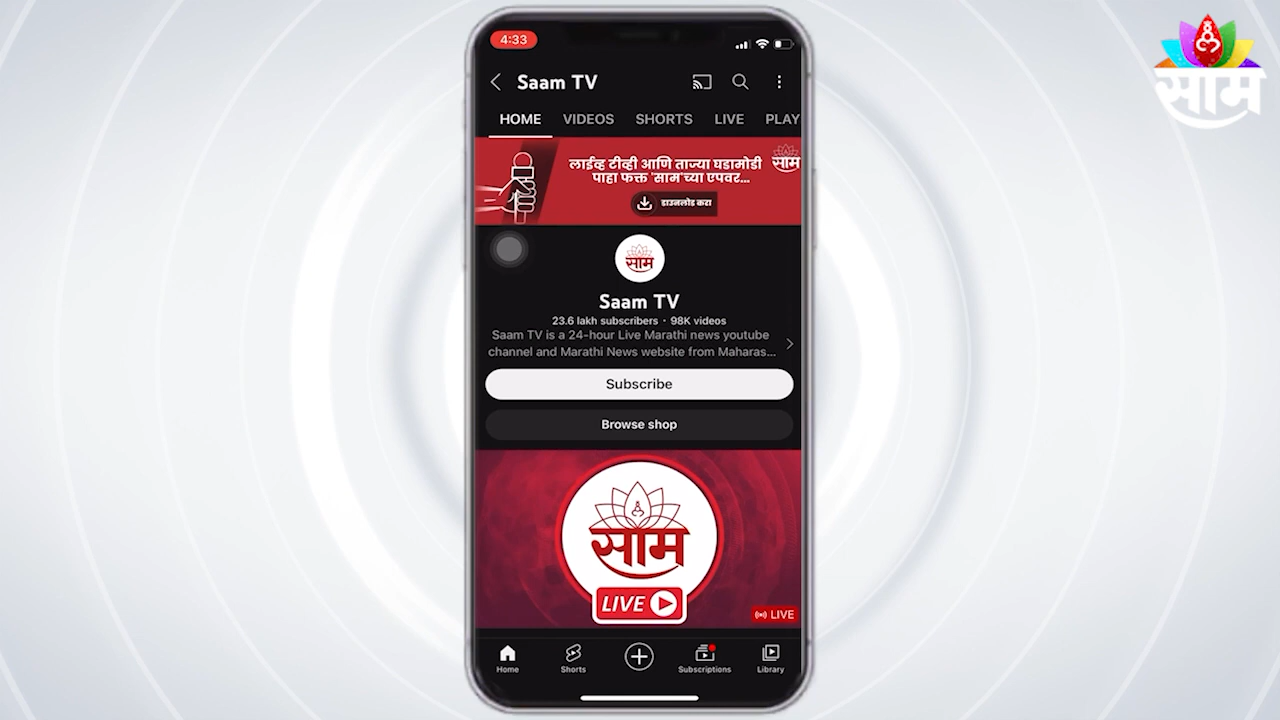 4:33
साम
Saam TV
HOME VIDEOS SHORTS LIVE PLAY
लाईव्ह टीव्ही आणि ताज्या घडामोडी
पाहा फक्त 'साम'च्या एपवर...
साम
डाउनलोड करा
साम
Saam TV
23.6 lakh subscribers · 98K videos
Saam TV is a 24-hour Live Marathi news youtube
channel and Marathi News website from Maharas...
Subscribe
Browse shop
साम
LIVE
LIVE
Home Shorts Subscriptions Library